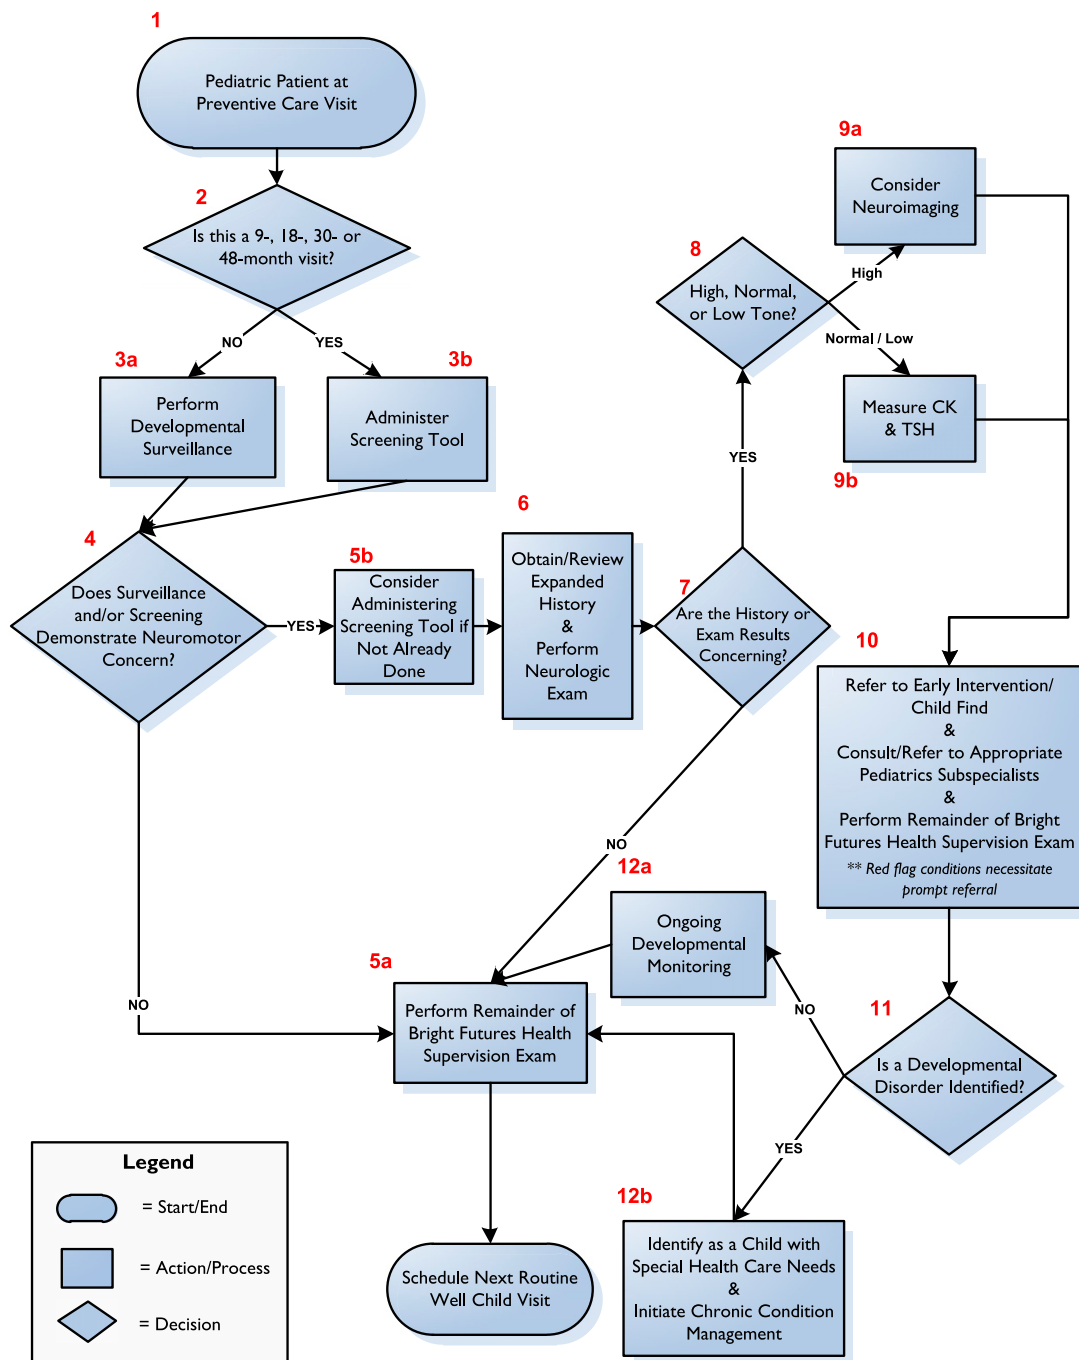 1
Pediatric Patient at
Preventive Care Visit
2
Is this a 9-, 18-, 30- or
48-month visit?
NO
YES
3a
Perform
Developmental
Surveillance
3b
Administer
Screening Tool
4
Does Surveillance
and/or Screening
Demonstrate Neuromotor
Concern?
YES
NO
5b
Consider
Administering
Screening Tool if
Not Already
Done
6
Obtain/Review
Expanded
History
&
Perform
Neurologic
Exam
7
Are the History or
Exam Results
Concerning?
YES
NO
8
High, Normal,
or Low Tone?
High
Normal / Low
9a
Consider
Neuroimaging
Measure CK
& TSH
9b
10
Refer to Early Intervention/
Child Find
&
Consult/Refer to Appropriate
Pediatrics Subspecialists
&
Perform Remainder of Bright
Futures Health Supervision Exam
** Red flag conditions necessitate
prompt referral
11
Is a Developmental
Disorder Identified?
NO
YES
12a
Ongoing
Developmental
Monitoring
5a
Perform Remainder of
Bright Futures Health
Supervision Exam
12b
Identify as a Child with
Special Health Care Needs
&
Initiate Chronic Condition
Management
Schedule Next Routine
Well Child Visit
Legend
= Start/End
= Action/Process
= Decision